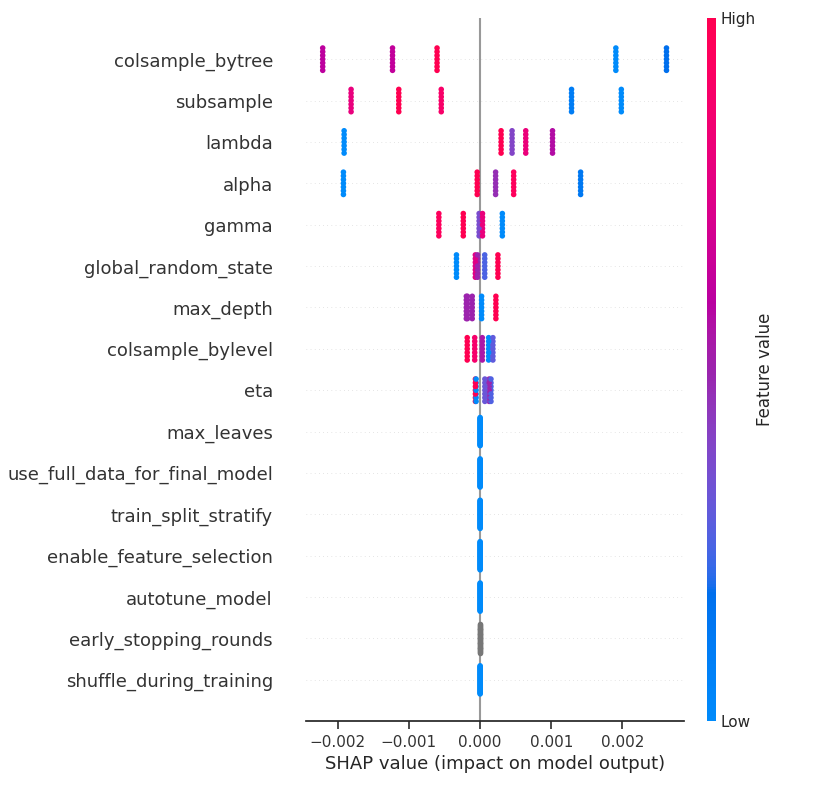 High
colsample_bytree
subsample
lambda
alpha
gamma
global_random_state
max_depth
colsample_bylevel
eta
max_leaves
use_full_data_for_final_model
train_split_stratify
enable_feature_selection
autotune_model
early_stopping_rounds
shuffle_during_training
Feature value
Low
−0.002 −0.001 0.000 0.001 0.002
SHAP value (impact on model output)